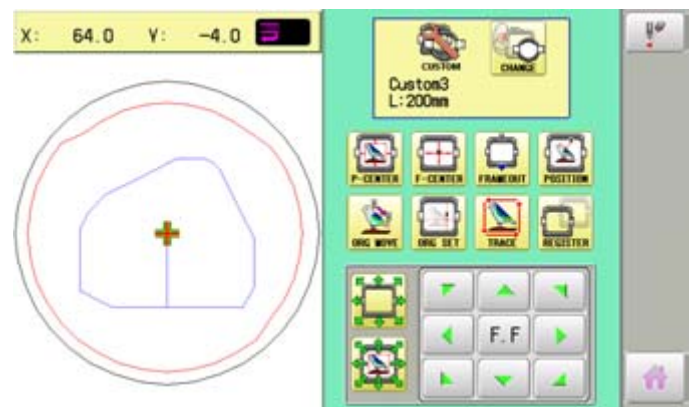 X: 64.0 Y: -4.0
CUSTOM CHANGE
Custom3
L:200mm
P-CENTER F-CENTER FRAMEOUT POSITION
ORG MOVE ORG SET TRACE REGISTER
F.F